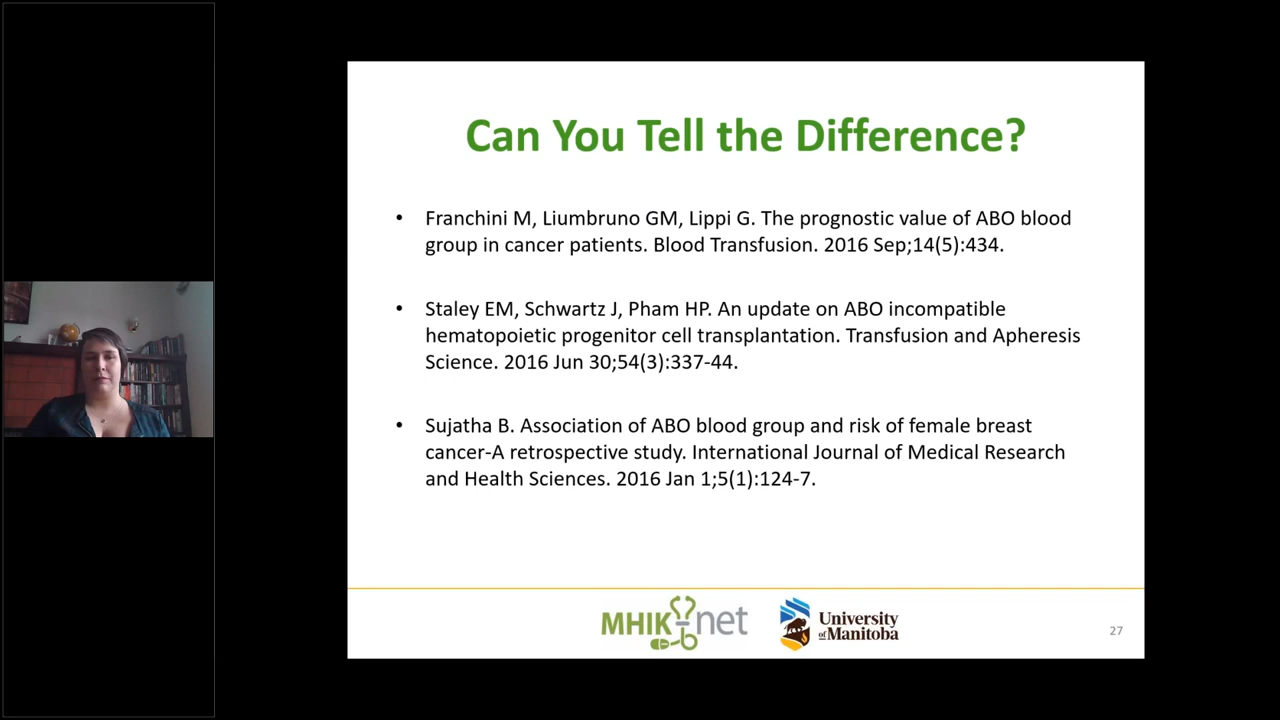 Can You Tell the Difference?
• Franchini M, Liumbruno GM, Lippi G. The prognostic value of ABO blood
group in cancer patients. Blood Transfusion. 2016 Sep;14(5):434.
• Staley EM, Schwartz J, Pham HP. An update on ABO incompatible
hematopoietic progenitor cell transplantation. Transfusion and Apheresis
Science. 2016 Jun 30;54(3):337-44.
• Sujatha B. Association of ABO blood group and risk of female breast
cancer-A retrospective study. International Journal of Medical Research
and Health Sciences. 2016 Jan 1;5(1):124-7.
MHIKnet
University
of Manitoba
27